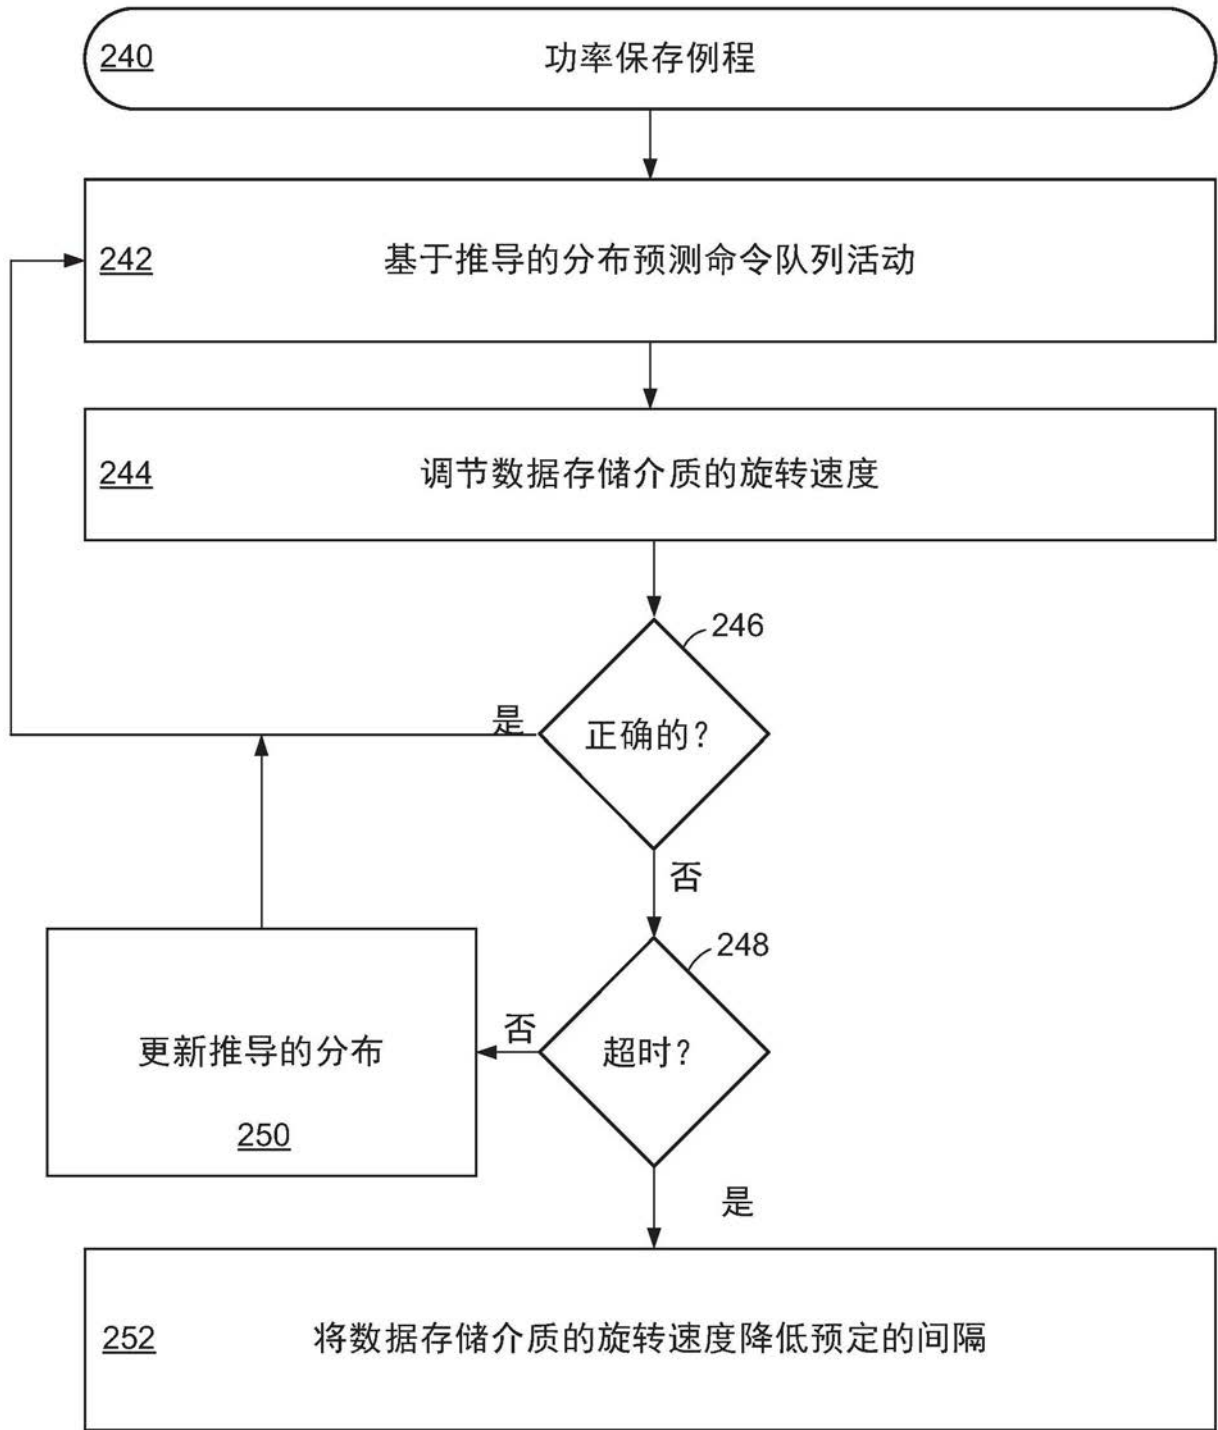 240 功率保存例程
242 基于推导的分布预测命令队列活动
244 调节数据存储介质的旋转速度
246
是 正确的?
否
248
否 超时?
更新推导的分布
250
是
252 将数据存储介质的旋转速度降低预定的间隔